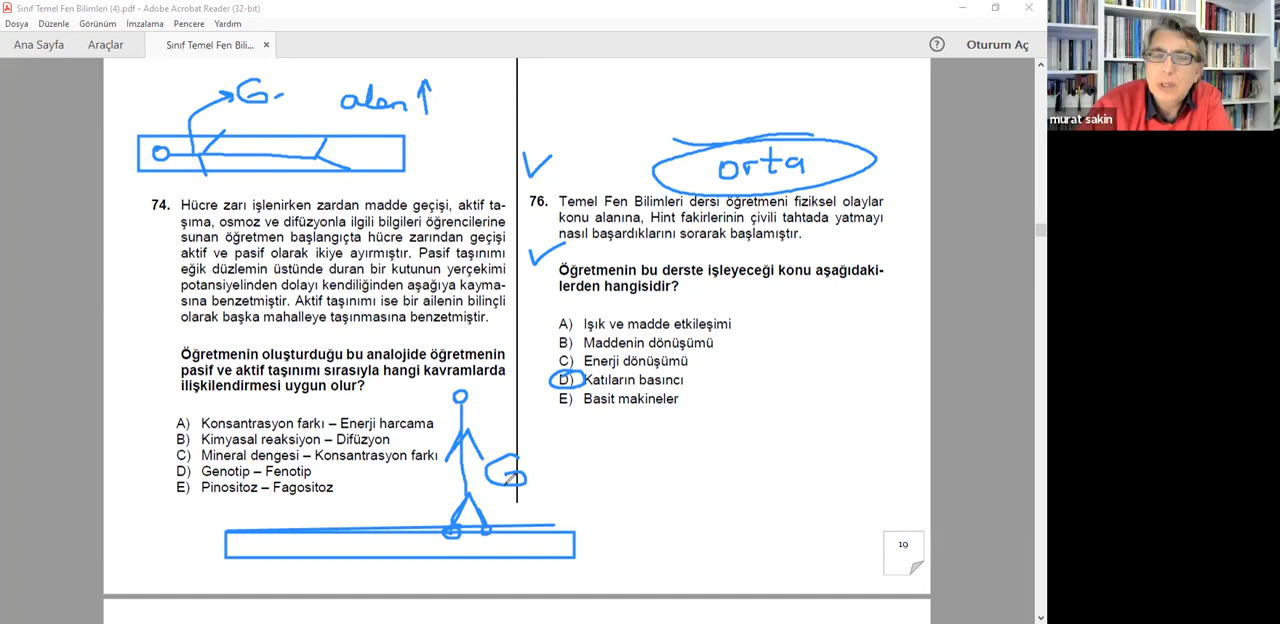 Sınıf Temel Fen Bilimleri (4).pdf - Adobe Acrobat Reader (32-bit)
Dosya Düzenle Görünüm İmzalama Pencere Yardım
Ana Sayfa Araçlar Sınıf Temel Fen Bili... × ? Oturum Aç
murat sakin
G. alan ↑
74. Hücre zarı işlenirken zardan madde geçişi, aktif ta-
şıma, osmoz ve difüzyonla ilgili bilgileri öğrencilerine
sunan öğretmen başlangıçta hücre zarından geçişi
aktif ve pasif olarak ikiye ayırmıştır. Pasif taşınımı
eğik düzlemin üstünde duran bir kutunun yerçekimi
potansiyelinden dolayı kendiliğinden aşağıya kayma-
sına benzetmiştir. Aktif taşınımı ise bir ailenin bilinçli
olarak başka mahalleye taşınmasına benzetmiştir.
Öğretmenin oluşturduğu bu analojide öğretmenin
pasif ve aktif taşınımı sırasıyla hangi kavramlarda
ilişkilendirmesi uygun olur?
A) Konsantrasyon farkı – Enerji harcama
B) Kimyasal reaksiyon – Difüzyon
C) Mineral dengesi – Konsantrasyon farkı
D) Genotip – Fenotip
E) Pinositoz – Fagositoz
orta
76. Temel Fen Bilimleri dersi öğretmeni fiziksel olaylar
konu alanına, Hint fakirlerinin çivili tahtada yatmayı
nasıl başardıklarını sorarak başlamıştır.
Öğretmenin bu derste işleyeceği konu aşağıdaki-
lerden hangisidir?
A) Işık ve madde etkileşimi
B) Maddenin dönüşümü
C) Enerji dönüşümü
D) Katıların basıncı
E) Basit makineler
19